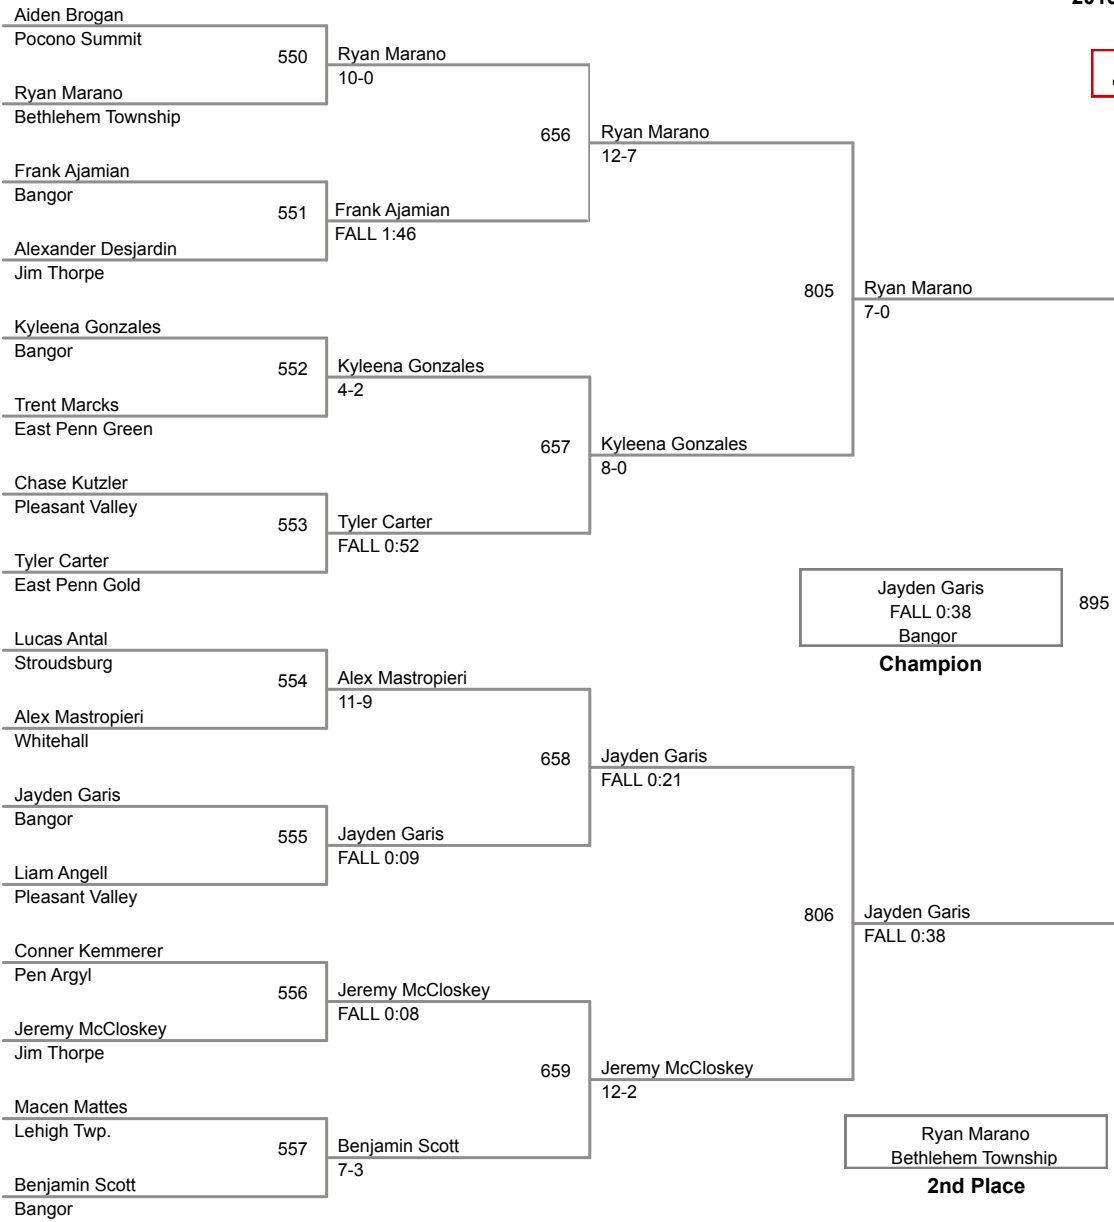 Aiden Brogan
Pocono Summit
550
Ryan Marano
10-0
Ryan Marano
Bethlehem Township
656
Ryan Marano
12-7
Frank Ajamian
Bangor
551
Frank Ajamian
FALL 1:46
Alexander Desjardin
Jim Thorpe
805
Ryan Marano
7-0
Kyleena Gonzales
Bangor
552
Kyleena Gonzales
4-2
Trent Marcks
East Penn Green
657
Kyleena Gonzales
8-0
Chase Kutzler
Pleasant Valley
553
Tyler Carter
FALL 0:52
Tyler Carter
East Penn Gold
Jayden Garis
FALL 0:38
Bangor
895
Champion
Lucas Antal
Stroudsburg
554
Alex Mastropieri
11-9
Alex Mastropieri
Whitehall
658
Jayden Garis
FALL 0:21
Jayden Garis
Bangor
555
Jayden Garis
FALL 0:09
Liam Angell
Pleasant Valley
806
Jayden Garis
FALL 0:38
Conner Kemmerer
Pen Argyl
556
Jeremy McCloskey
FALL 0:08
Jeremy McCloskey
Jim Thorpe
659
Jeremy McCloskey
12-2
Macen Mattes
Lehigh Twp.
557
Benjamin Scott
7-3
Benjamin Scott
Bangor
Ryan Marano
Bethlehem Township
2nd Place